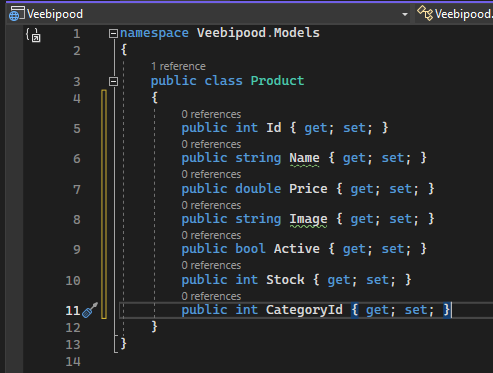 Veebipood Veebipood.
1 namespace Veebipood.Models
2 {
1 reference
3 public class Product
4 {
0 references
5 public int Id { get; set; }
0 references
6 public string Name { get; set; }
0 references
7 public double Price { get; set; }
0 references
8 public string Image { get; set; }
0 references
9 public bool Active { get; set; }
0 references
10 public int Stock { get; set; }
0 references
11 public int CategoryId { get; set; }
12 }
13 }
14